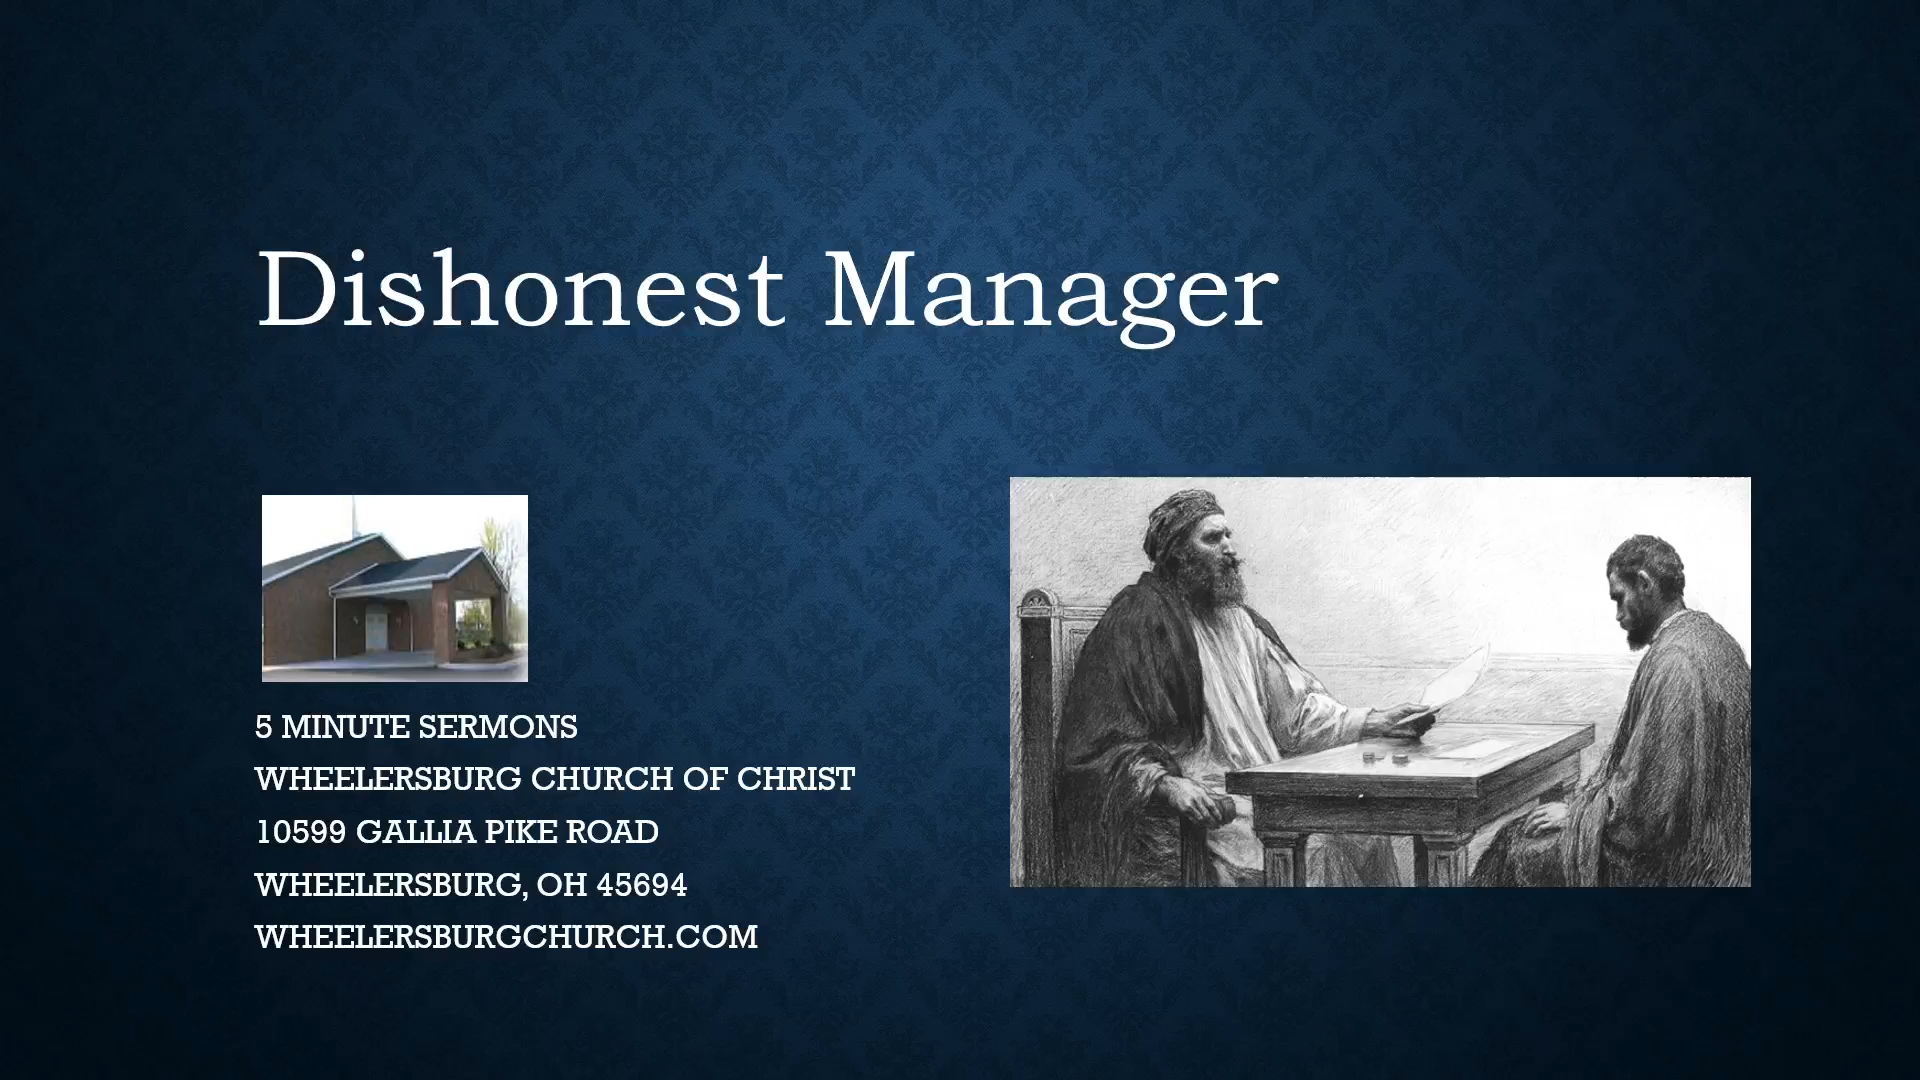 Dishonest Manager
5 MINUTE SERMONS
WHEELERSBURG CHURCH OF CHRIST
10599 GALLIA PIKE ROAD
WHEELERSBURG, OH 45694
WHEELERSBURGCHURCH.COM